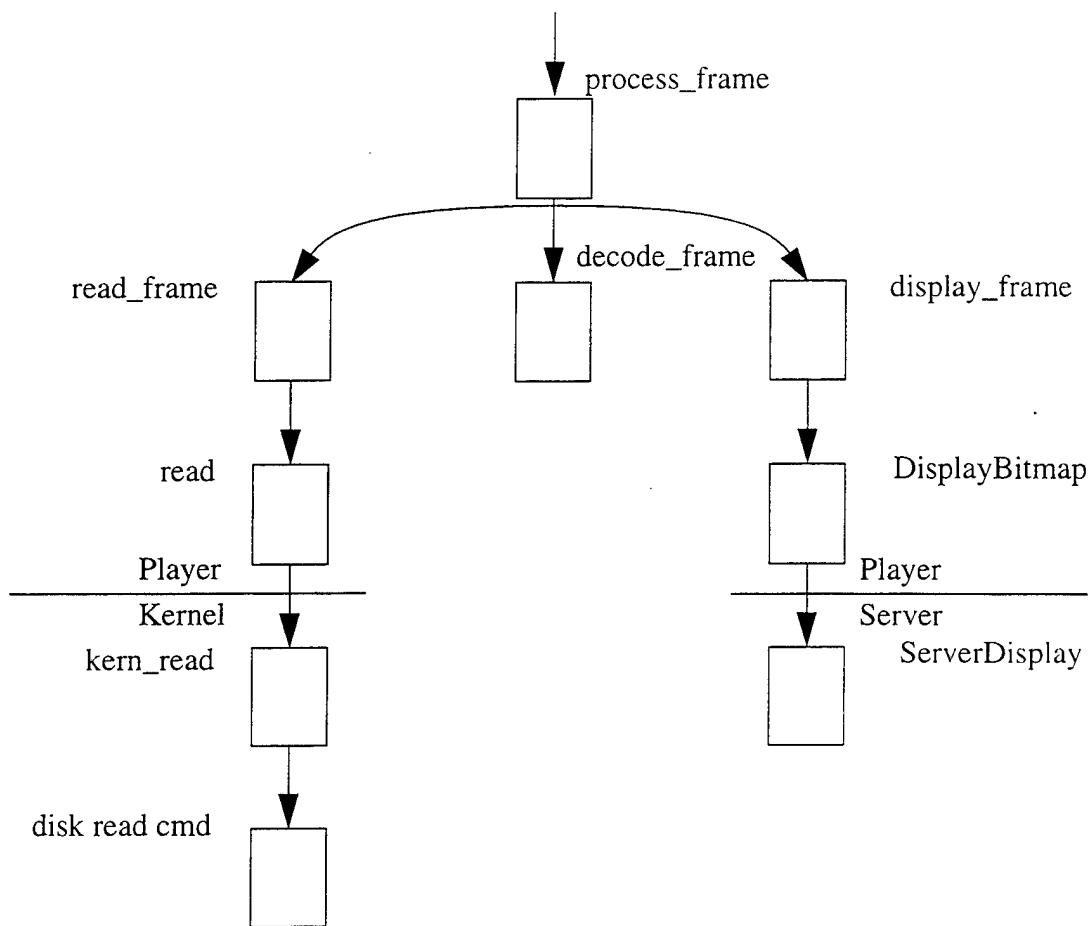 process_frame
decode_frame
read_frame
display_frame
read
DisplayBitmap
Player
Player
Kernel
Server
kern_read
ServerDisplay
disk read cmd